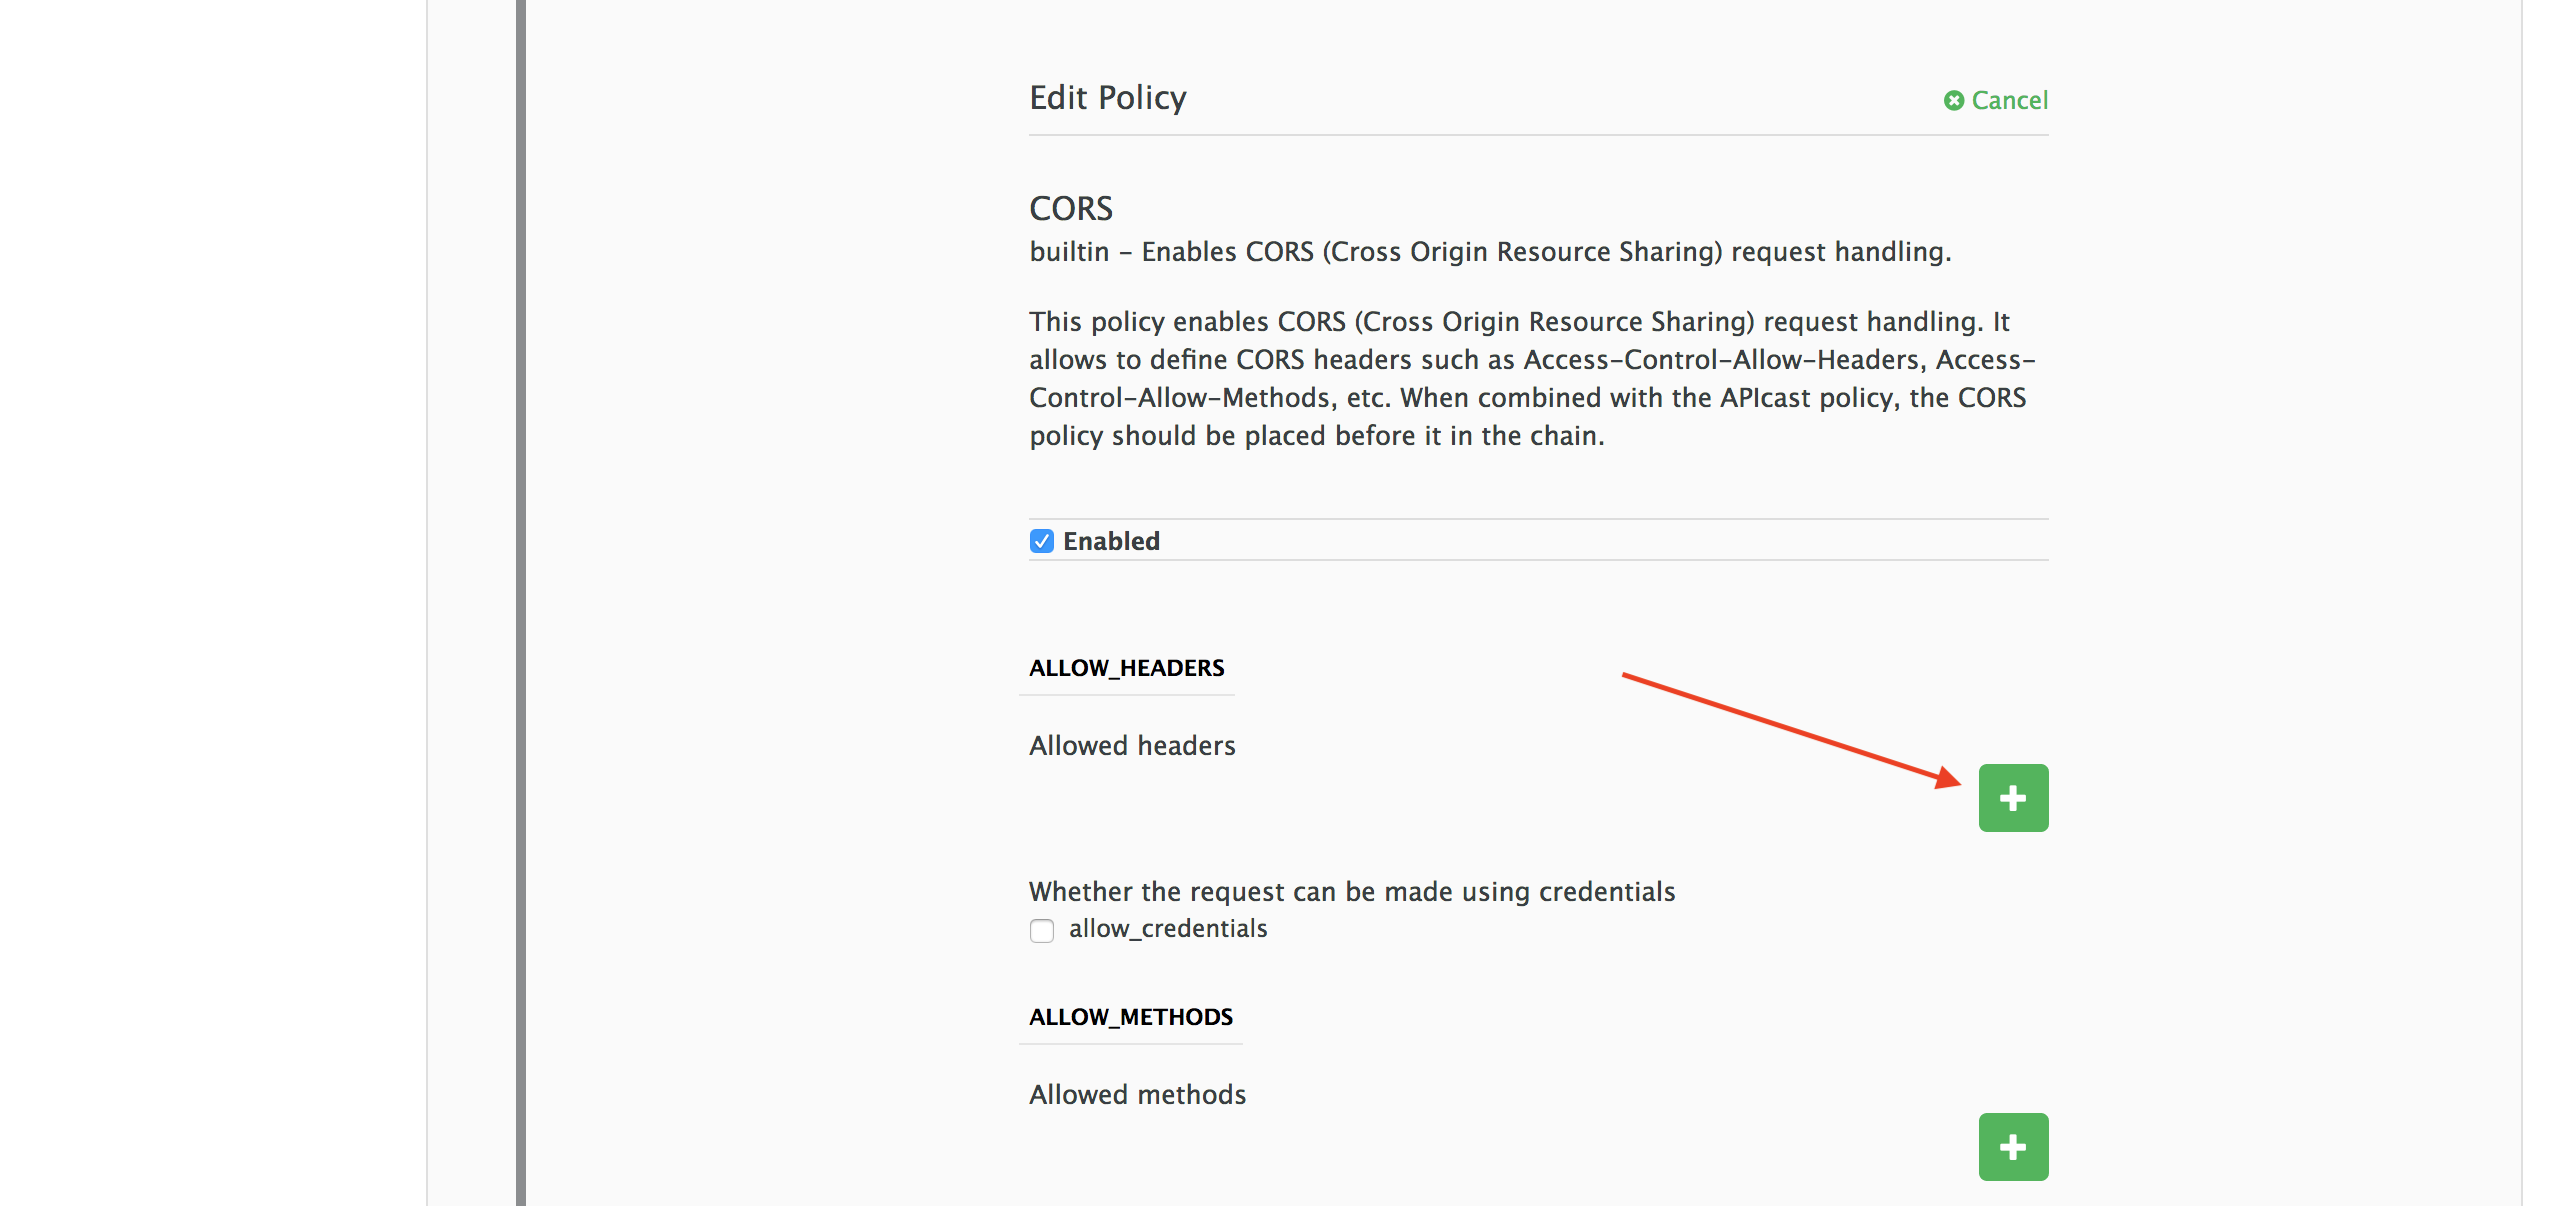 Edit Policy
Cancel
CORS
builtin – Enables CORS (Cross Origin Resource Sharing) request handling.
This policy enables CORS (Cross Origin Resource Sharing) request handling. It
allows to define CORS headers such as Access-Control-Allow-Headers, Access-
Control-Allow-Methods, etc. When combined with the APIcast policy, the CORS
policy should be placed before it in the chain.
Enabled
ALLOW_HEADERS
Allowed headers
Whether the request can be made using credentials
allow_credentials
ALLOW_METHODS
Allowed methods